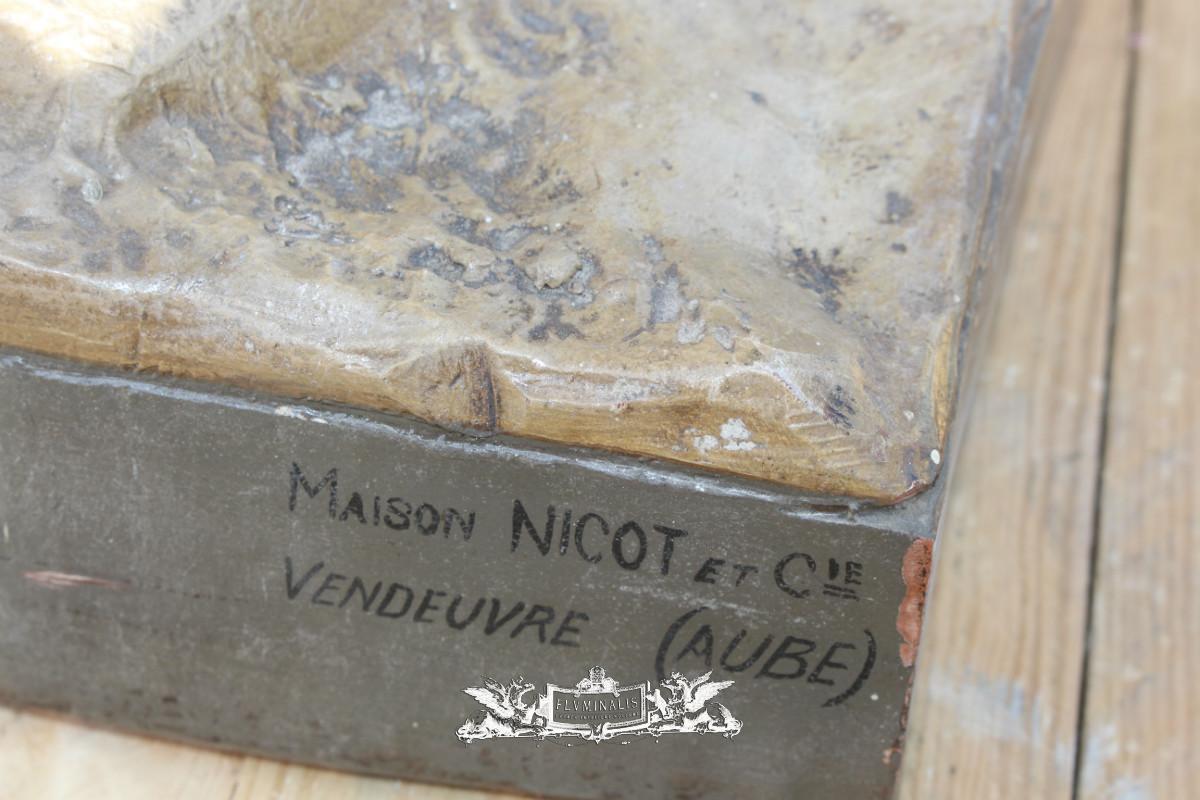 MAISON NICOT ET CIE
VENDEUVRE (AUBE)
FLVMINALIS